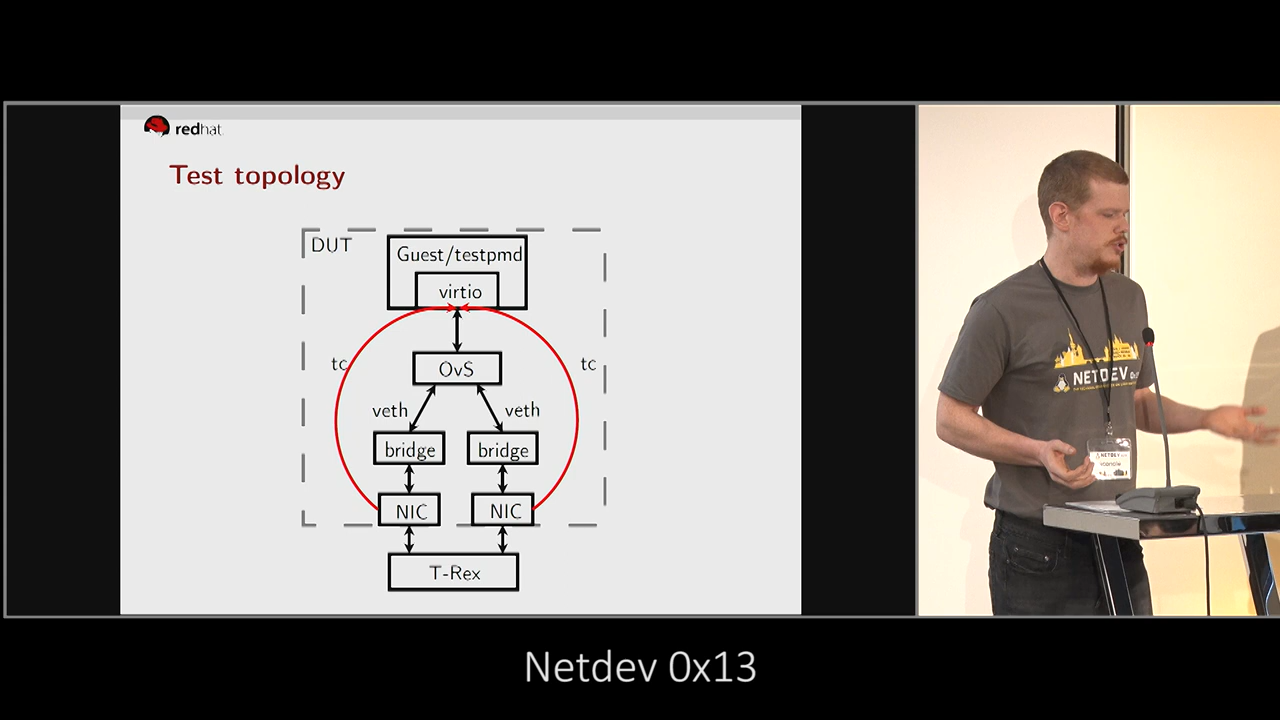 redhat.
Test topology
DUT
Guest/testpmd
virtio
tc
tc
OvS
veth
veth
bridge
bridge
NIC
NIC
T-Rex
NETDEV
NETDEV
Netdev 0x13